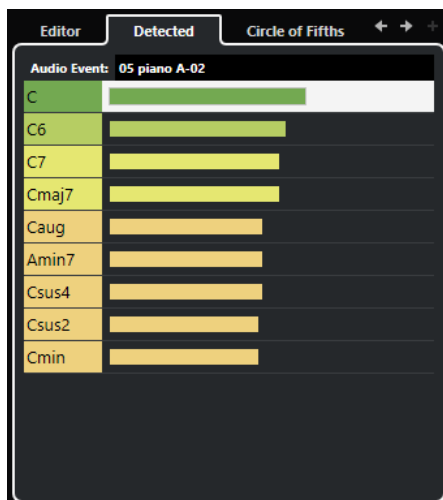 Editor Detected Circle of Fifths
Audio Event: 05 piano A-02
C
C6
C7
Cmaj7
Caug
Amin7
Csus4
Csus2
Cmin